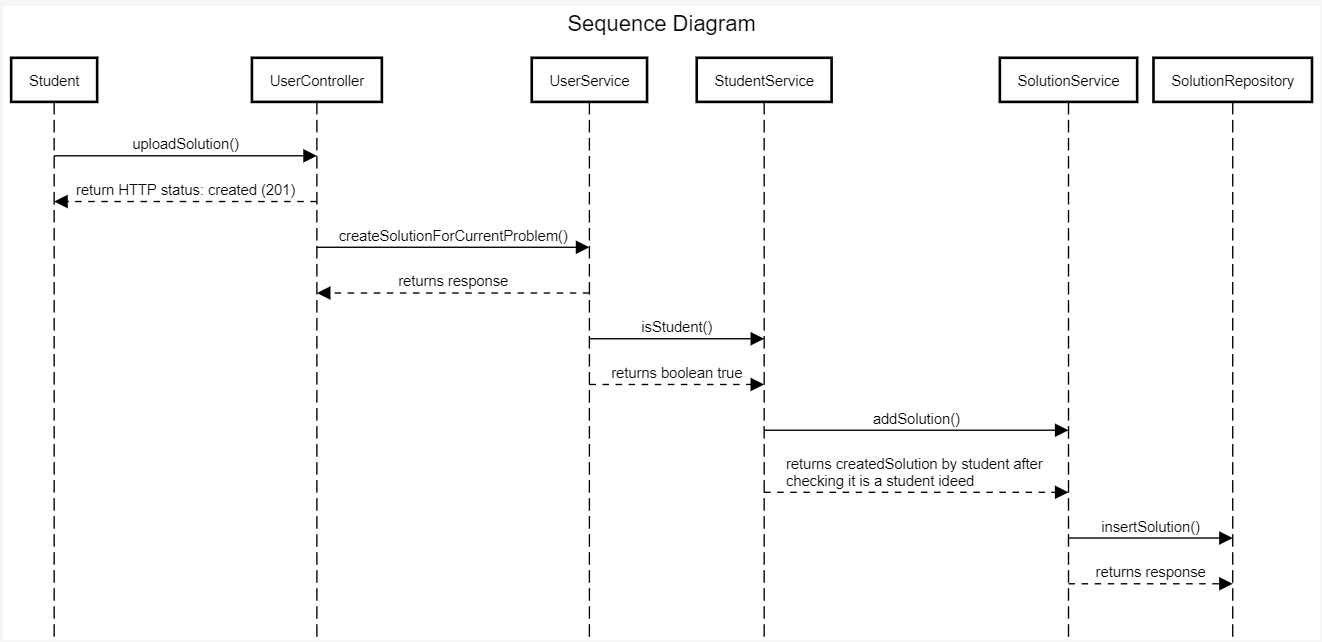 Sequence Diagram
Student
UserController
UserService
StudentService
SolutionService
SolutionRepository
uploadSolution()
return HTTP status: created (201)
createSolutionForCurrentProblem()
returns response
isStudent()
returns boolean true
addSolution()
returns createdSolution by student after
checking it is a student ideed
insertSolution()
returns response